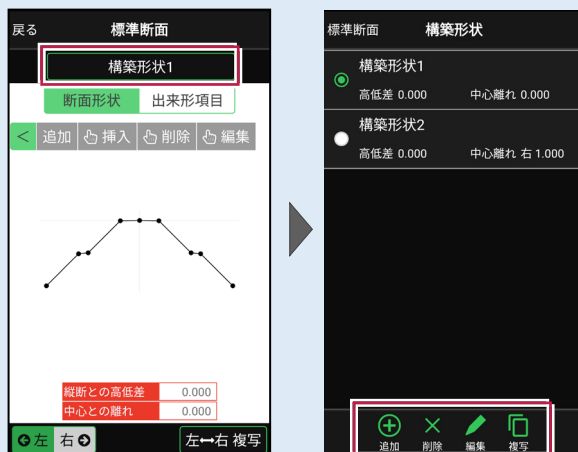 戻る 標準断面
構築形状1
断面形状 出来形項目
< 追加 挿入 削除 編集
縦断との高低差 0.000
中心との離れ 0.000
左 右 左↔右 複写
標準断面 構築形状
構築形状1
高低差 0.000 中心離れ 0.000
構築形状2
高低差 0.000 中心離れ 右 1.000
追加 削除 編集 複写